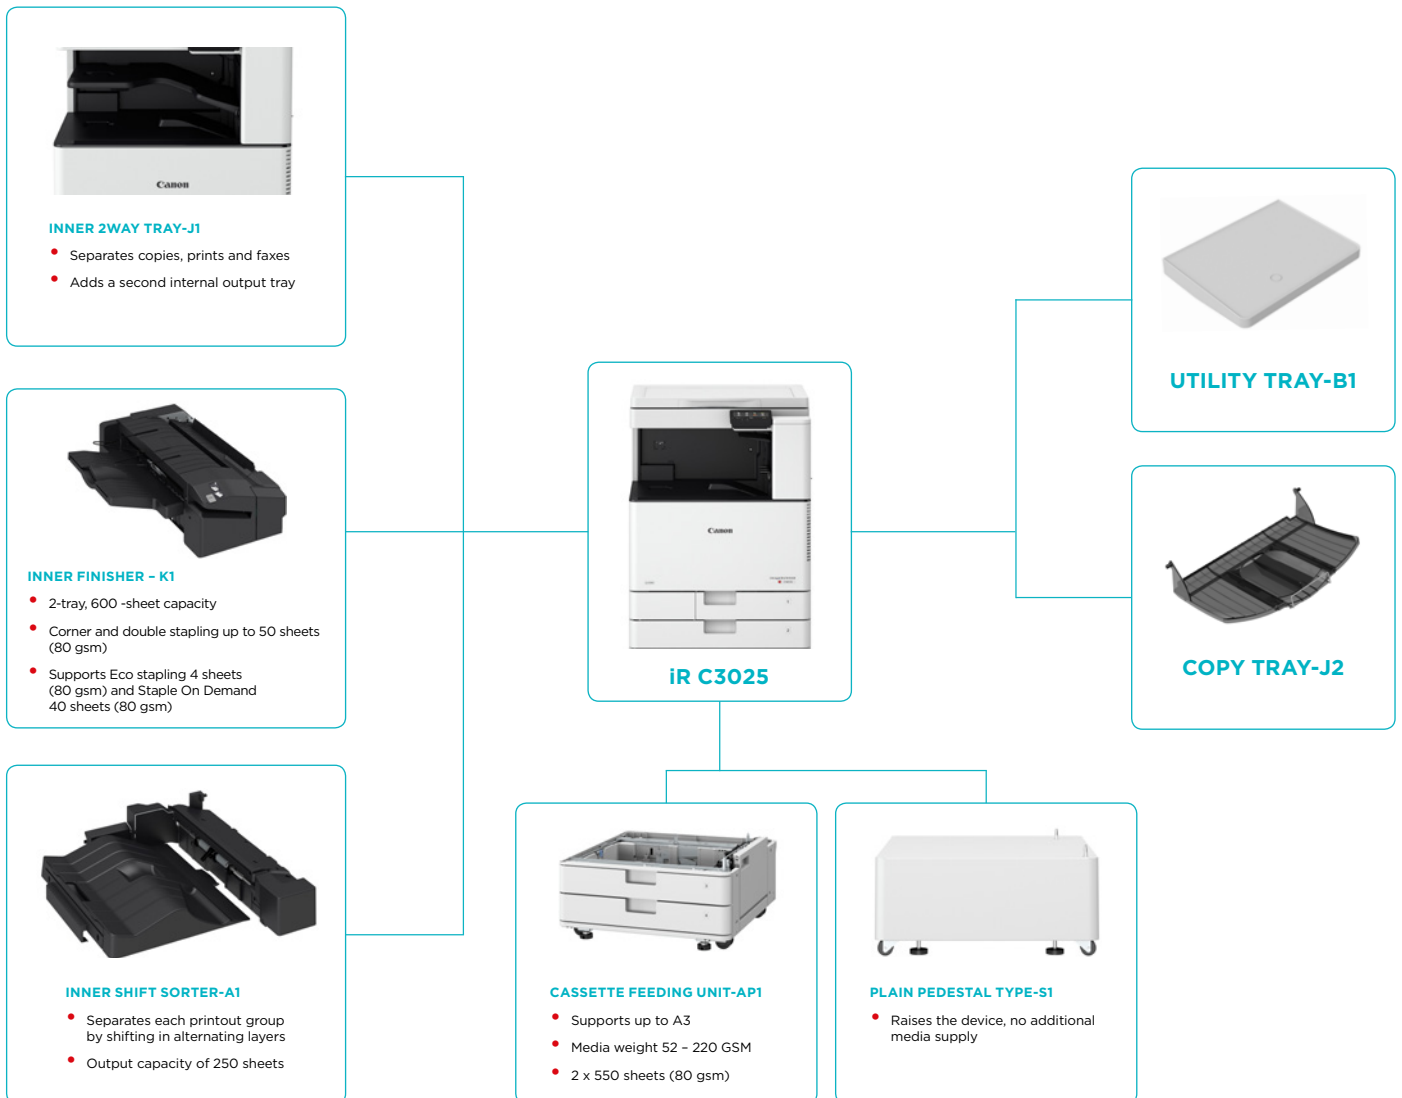 Canon
INNER 2WAY TRAY-J1
• Separates copies, prints and faxes
• Adds a second internal output tray
INNER FINISHER – K1
• 2-tray, 600 -sheet capacity
• Corner and double stapling up to 50 sheets
(80 gsm)
• Supports Eco stapling 4 sheets
(80 gsm) and Staple On Demand
40 sheets (80 gsm)
INNER SHIFT SORTER-A1
• Separates each printout group
by shifting in alternating layers
• Output capacity of 250 sheets
Canon
iR C3025
CASSETTE FEEDING UNIT-AP1
• Supports up to A3
• Media weight 52 – 220 GSM
• 2 x 550 sheets (80 gsm)
PLAIN PEDESTAL TYPE-S1
• Raises the device, no additional
media supply
UTILITY TRAY-B1
COPY TRAY-J2